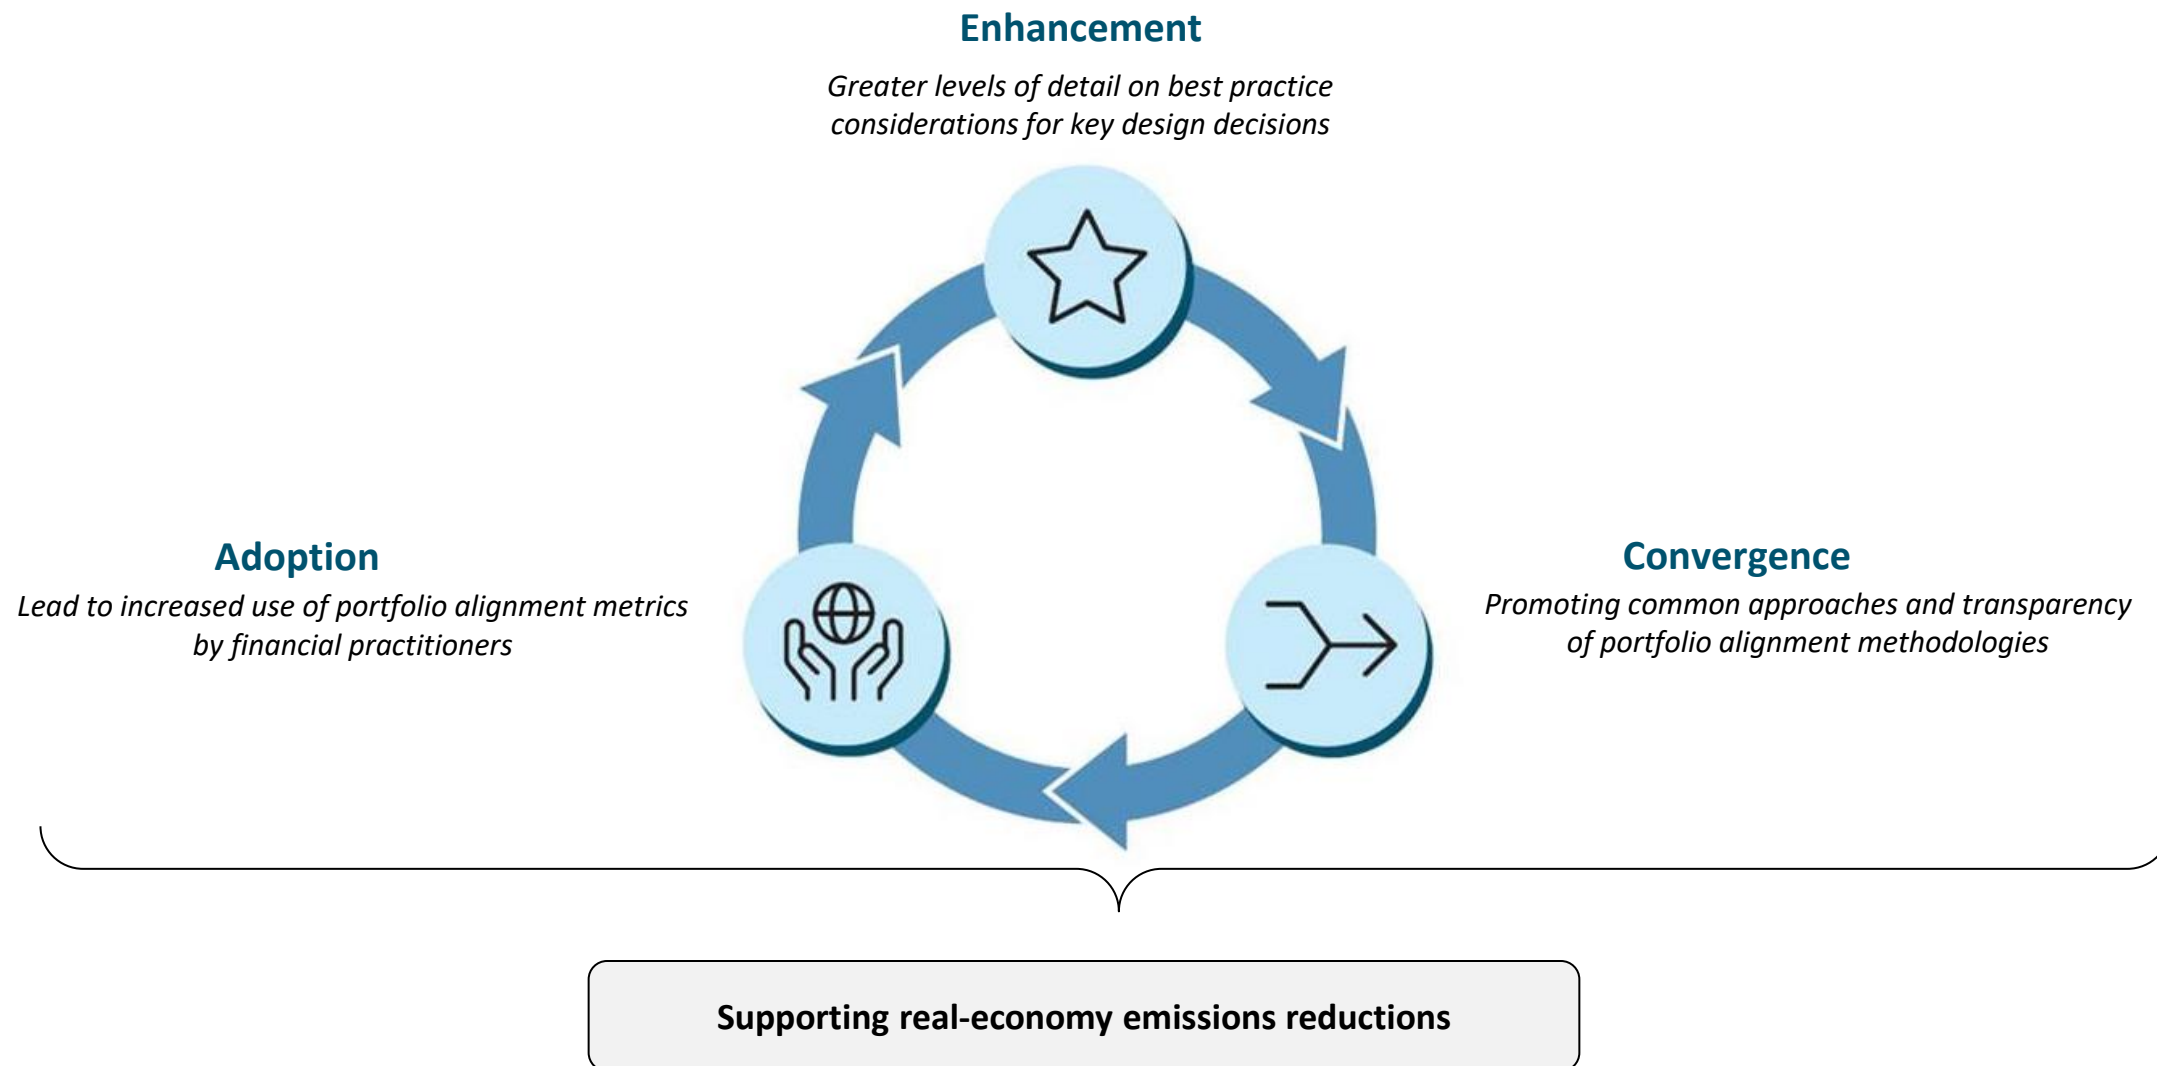 Enhancement
Greater levels of detail on best practice
considerations for key design decisions
Adoption
Lead to increased use of portfolio alignment metrics
by financial practitioners
Convergence
Promoting common approaches and transparency
of portfolio alignment methodologies
Supporting real-economy emissions reductions